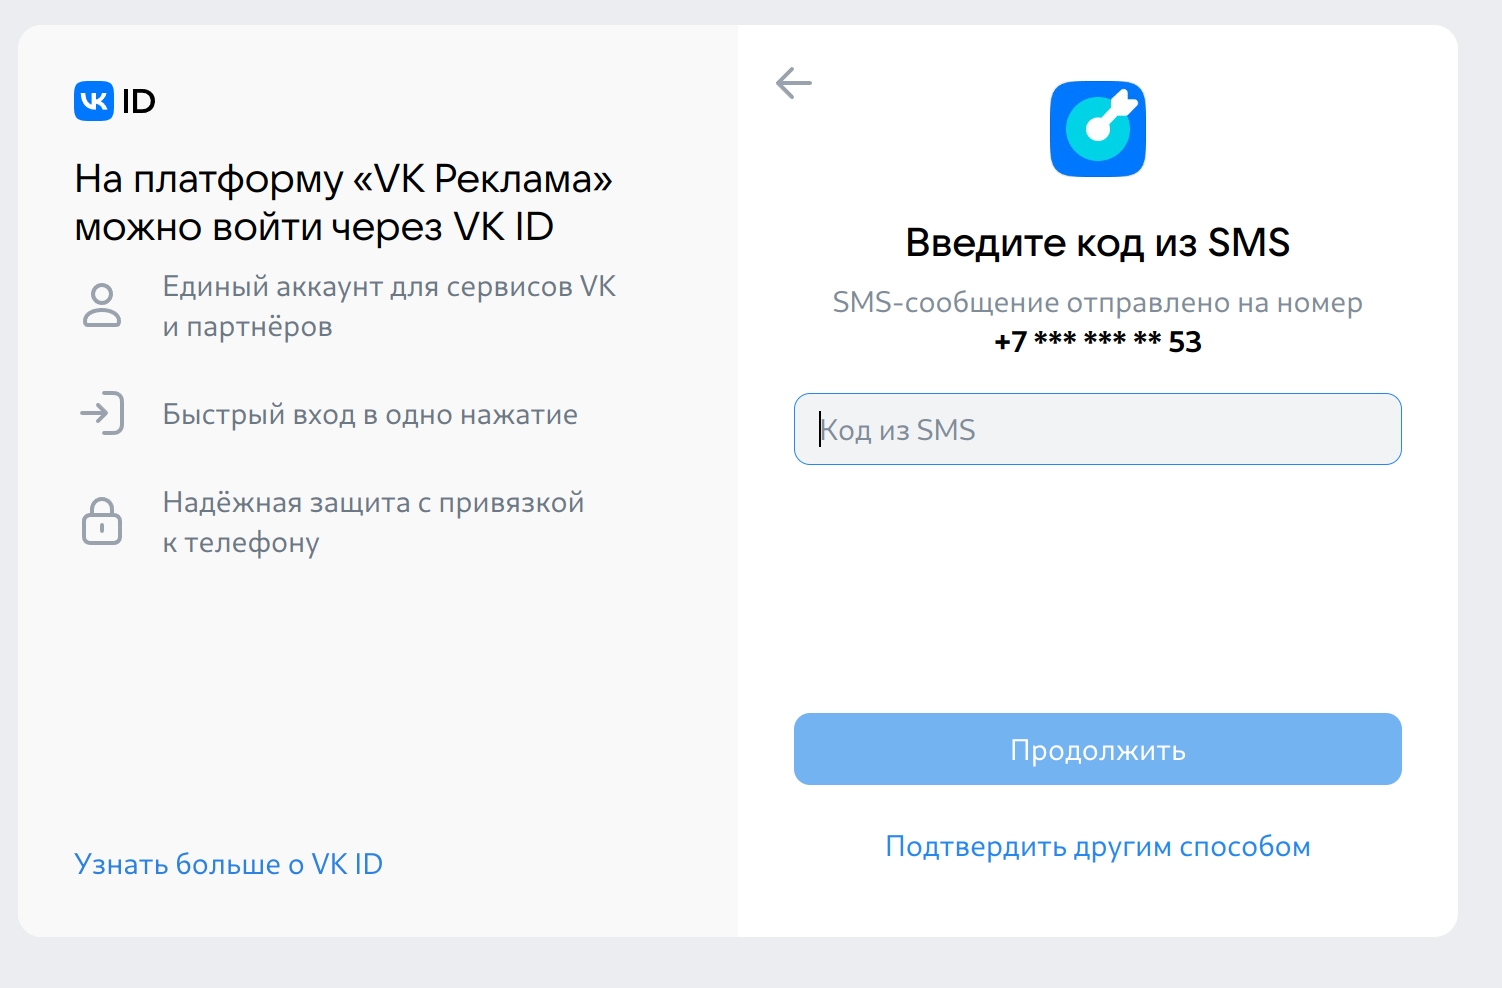 VK ID
На платформу «VK Реклама»
можно войти через VK ID
Единый аккаунт для сервисов VK
и партнёров
Быстрый вход в одно нажатие
Надёжная защита с привязкой
к телефону
Узнать больше о VK ID
Введите код из SMS
SMS-сообщение отправлено на номер
+7 *** *** ** 53
Код из SMS
Продолжить
Подтвердить другим способом